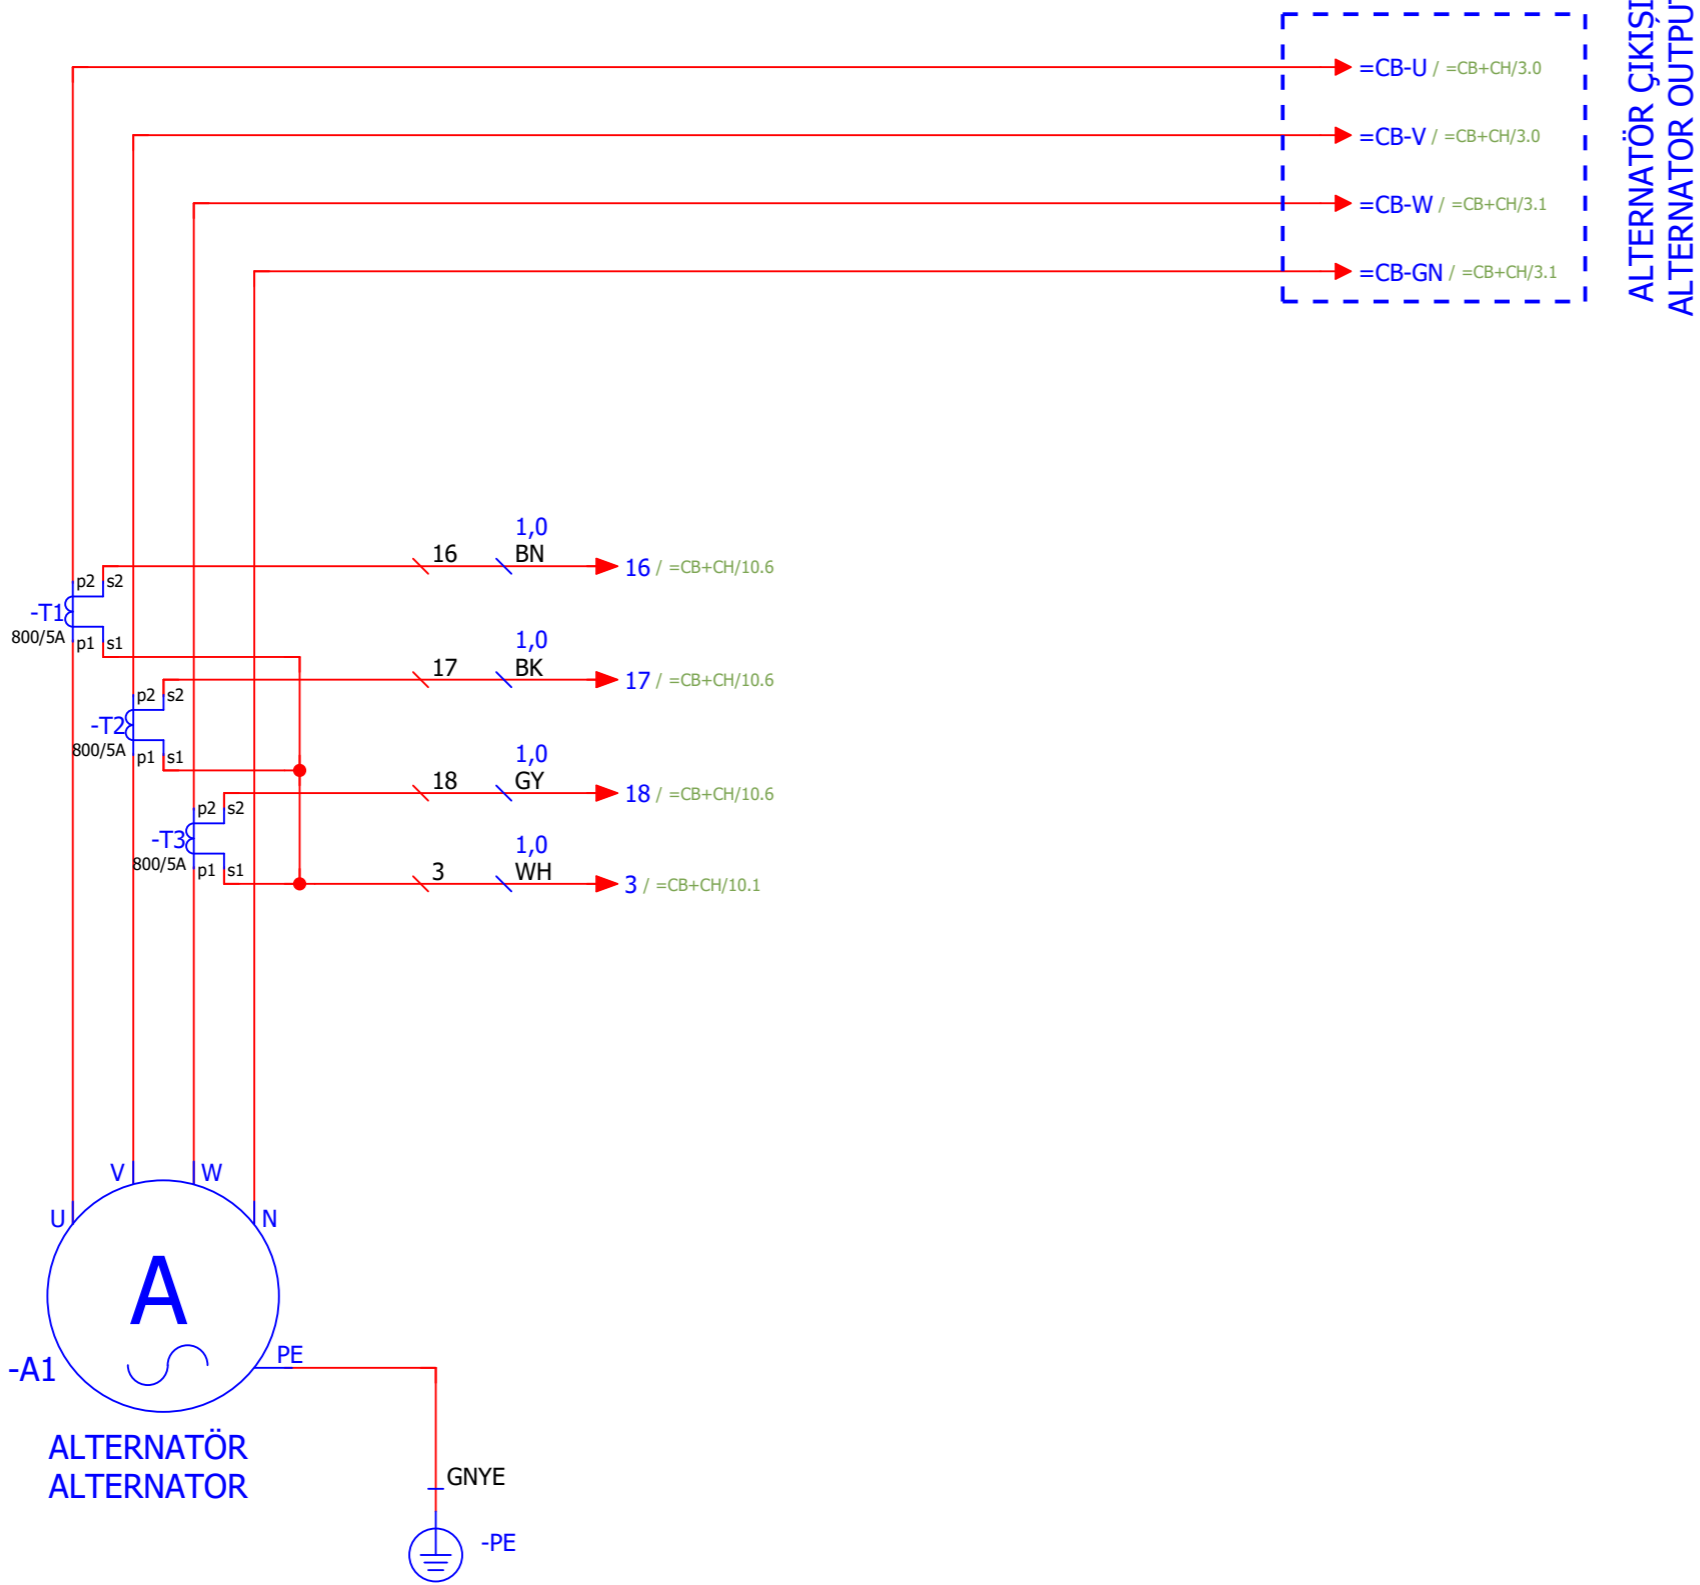 =CB-U / =CB+CH/3.0
=CB-V / =CB+CH/3.0
=CB-W / =CB+CH/3.1
=CB-GN / =CB+CH/3.1
ALTERNATÖR ÇIKIŞI
ALTERNATOR OUTPUT
1,0
16 BN 16 / =CB+CH/10.6
p2 s2
-T1
800/5A
p1 s1
1,0
17 BK 17 / =CB+CH/10.6
p2 s2
-T2
800/5A
p1 s1
1,0
18 GY 18 / =CB+CH/10.6
p2 s2
-T3
800/5A
p1 s1
1,0
3 WH 3 / =CB+CH/10.1
V W
U N
A
PE
-A1
ALTERNATÖR
ALTERNATOR
GNYE
-PE